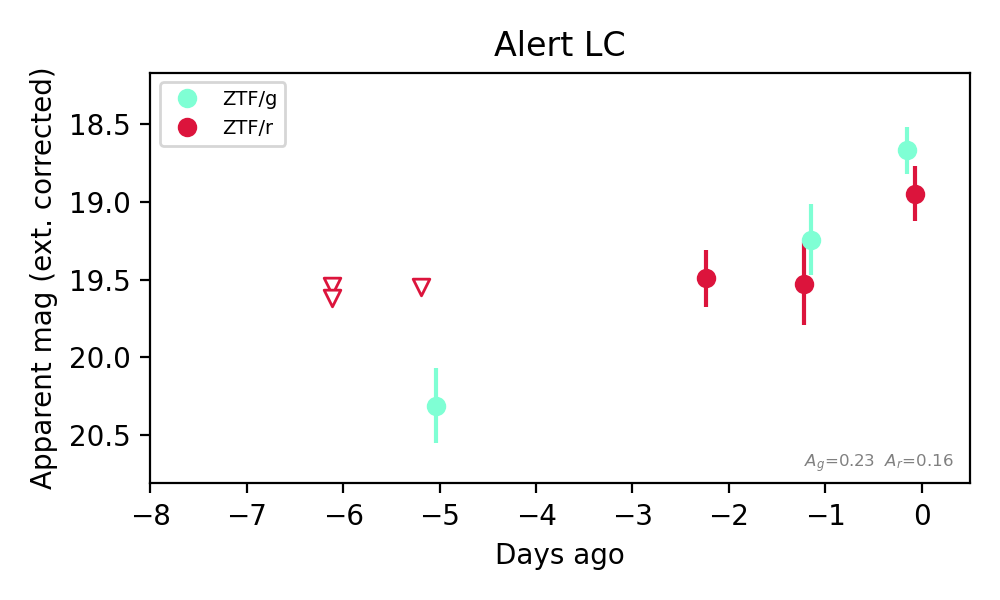 Alert LC
Apparent mag (ext. corrected)
ZTF/g
ZTF/r
18.5
19.0
19.5
20.0
20.5
A_g=0.23 A_r=0.16
−8 −7 −6 −5 −4 −3 −2 −1 0
Days ago